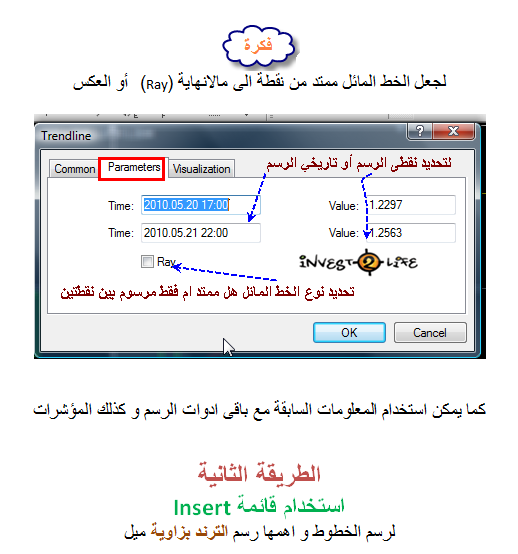 فكرة
لجعل الخط المائل ممتد من نقطة الى مالانهاية (Ray) أو العكس
Trendline
Common Parameters Visualization
لتحديد نقطى الرسم أو تاريخي الرسم
Time: 2010.05.20 17:00 Value: 1.2297
Time: 2010.05.21 22:00 Value: 1.2563
Ray
iNVEST-2-LiFE
تحديد نوع الخط المائل هل ممتد ام فقط مرسوم بين نقطتين
OK Cancel
كما يمكن استخدام المعلومات السابقة مع باقى ادوات الرسم و كذلك المؤشرات
الطريقة الثانية
استخدام قائمة Insert
لرسم الخطوط و اهمها رسم الترند بزاوية ميل